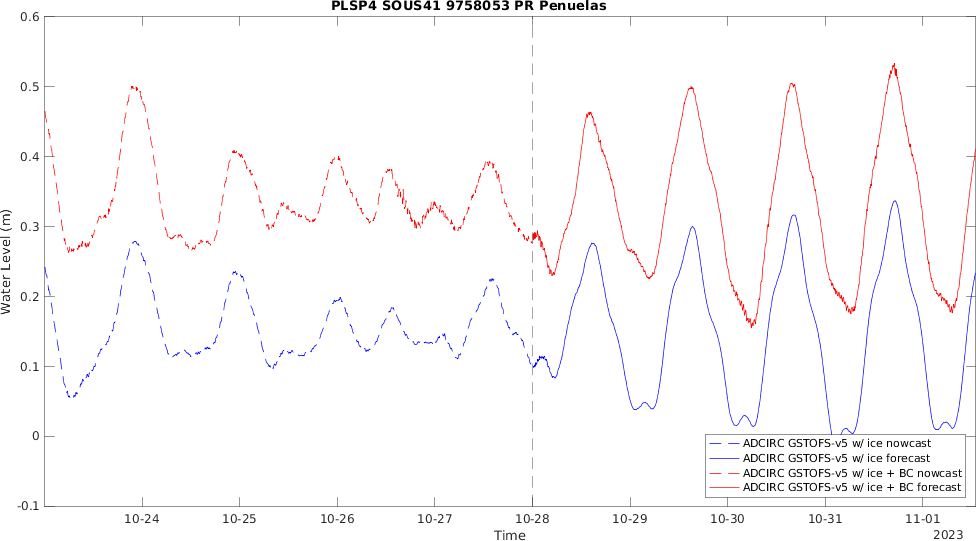 PLSP4 SOUS41 9758053 PR Penuelas
0.6
0.5
0.4
0.3
0.2
0.1
0
-0.1
Water Level (m)
10-24 10-25 10-26 10-27 10-28 10-29 10-30 10-31 11-01
Time
2023
ADCIRC GSTOFS-v5 w/ ice nowcast
ADCIRC GSTOFS-v5 w/ ice forecast
ADCIRC GSTOFS-v5 w/ ice + BC nowcast
ADCIRC GSTOFS-v5 w/ ice + BC forecast